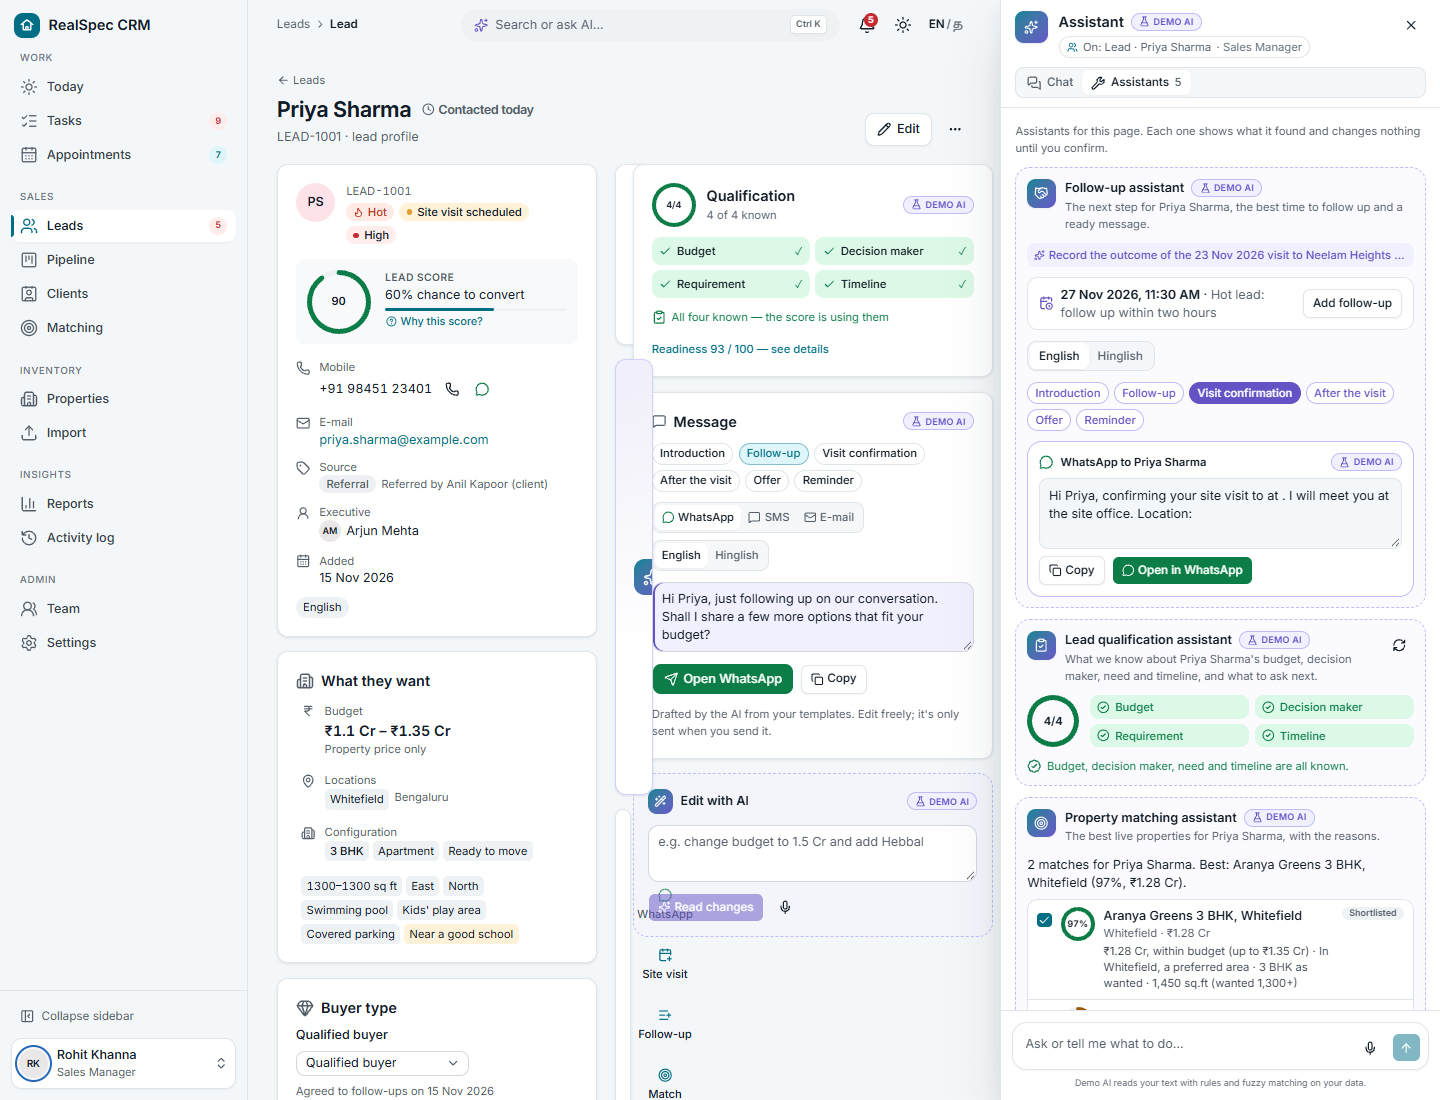 RealSpec CRM
WORK
Today
Tasks
9
Appointments
7
SALES
Leads
5
Pipeline
Clients
Matching
INVENTORY
Properties
Import
INSIGHTS
Reports
Activity log
ADMIN
Team
Settings
Collapse sidebar
RK
Rohit Khanna
Sales Manager
Leads
Lead
Search or ask AI...
Ctrl K
5
EN / த
Leads
Priya Sharma
Contacted today
LEAD-1001 · lead profile
Edit
PS
LEAD-1001
Hot
Site visit scheduled
High
90
LEAD SCORE
60% chance to convert
Why this score?
Mobile
+91 98451 23401
E-mail
priya.sharma@example.com
Source
Referral
Referred by Anil Kapoor (client)
Executive
AM
Arjun Mehta
Added
15 Nov 2026
English
What they want
Budget
₹1.1 Cr – ₹1.35 Cr
Property price only
Locations
Whitefield
Bengaluru
Configuration
3 BHK
Apartment
Ready to move
1300–1300 sq ft
East
North
Swimming pool
Kids' play area
Covered parking
Near a good school
Buyer type
Qualified buyer
Qualified buyer
Agreed to follow-ups on 15 Nov 2026
4/4
Qualification
4 of 4 known
DEMO AI
Budget
Decision maker
Requirement
Timeline
All four known — the score is using them
Readiness 93 / 100 — see details
Message
DEMO AI
Introduction
Follow-up
Visit confirmation
After the visit
Offer
Reminder
WhatsApp
SMS
E-mail
English
Hinglish
Hi Priya, just following up on our conversation.
Shall I share a few more options that fit your
budget?
Open WhatsApp
Copy
Drafted by the AI from your templates. Edit freely; it's only
sent when you send it.
Edit with AI
DEMO AI
e.g. change budget to 1.5 Cr and add Hebbal
Read changes
WhatsApp
Site visit
Follow-up
Match
Assistant
DEMO AI
On: Lead · Priya Sharma · Sales Manager
Chat
Assistants 5
Assistants for this page. Each one shows what it found and changes nothing
until you confirm.
Follow-up assistant
DEMO AI
The next step for Priya Sharma, the best time to follow up and a
ready message.
Record the outcome of the 23 Nov 2026 visit to Neelam Heights ...
27 Nov 2026, 11:30 AM · Hot lead:
follow up within two hours
Add follow-up
English
Hinglish
Introduction
Follow-up
Visit confirmation
After the visit
Offer
Reminder
WhatsApp to Priya Sharma
DEMO AI
Hi Priya, confirming your site visit to at . I will meet you at
the site office. Location:
Copy
Open in WhatsApp
Lead qualification assistant
DEMO AI
What we know about Priya Sharma's budget, decision
maker, need and timeline, and what to ask next.
4/4
Budget
Decision maker
Requirement
Timeline
Budget, decision maker, need and timeline are all known.
Property matching assistant
DEMO AI
The best live properties for Priya Sharma, with the reasons.
2 matches for Priya Sharma. Best: Aranya Greens 3 BHK,
Whitefield (97%, ₹1.28 Cr).
97%
Aranya Greens 3 BHK, Whitefield
Shortlisted
Whitefield · ₹1.28 Cr
₹1.28 Cr, within budget (up to ₹1.35 Cr) · In
Whitefield, a preferred area · 3 BHK as
wanted · 1,450 sq.ft (wanted 1,300+)
Ask or tell me what to do...
Demo AI reads your text with rules and fuzzy matching on your data.